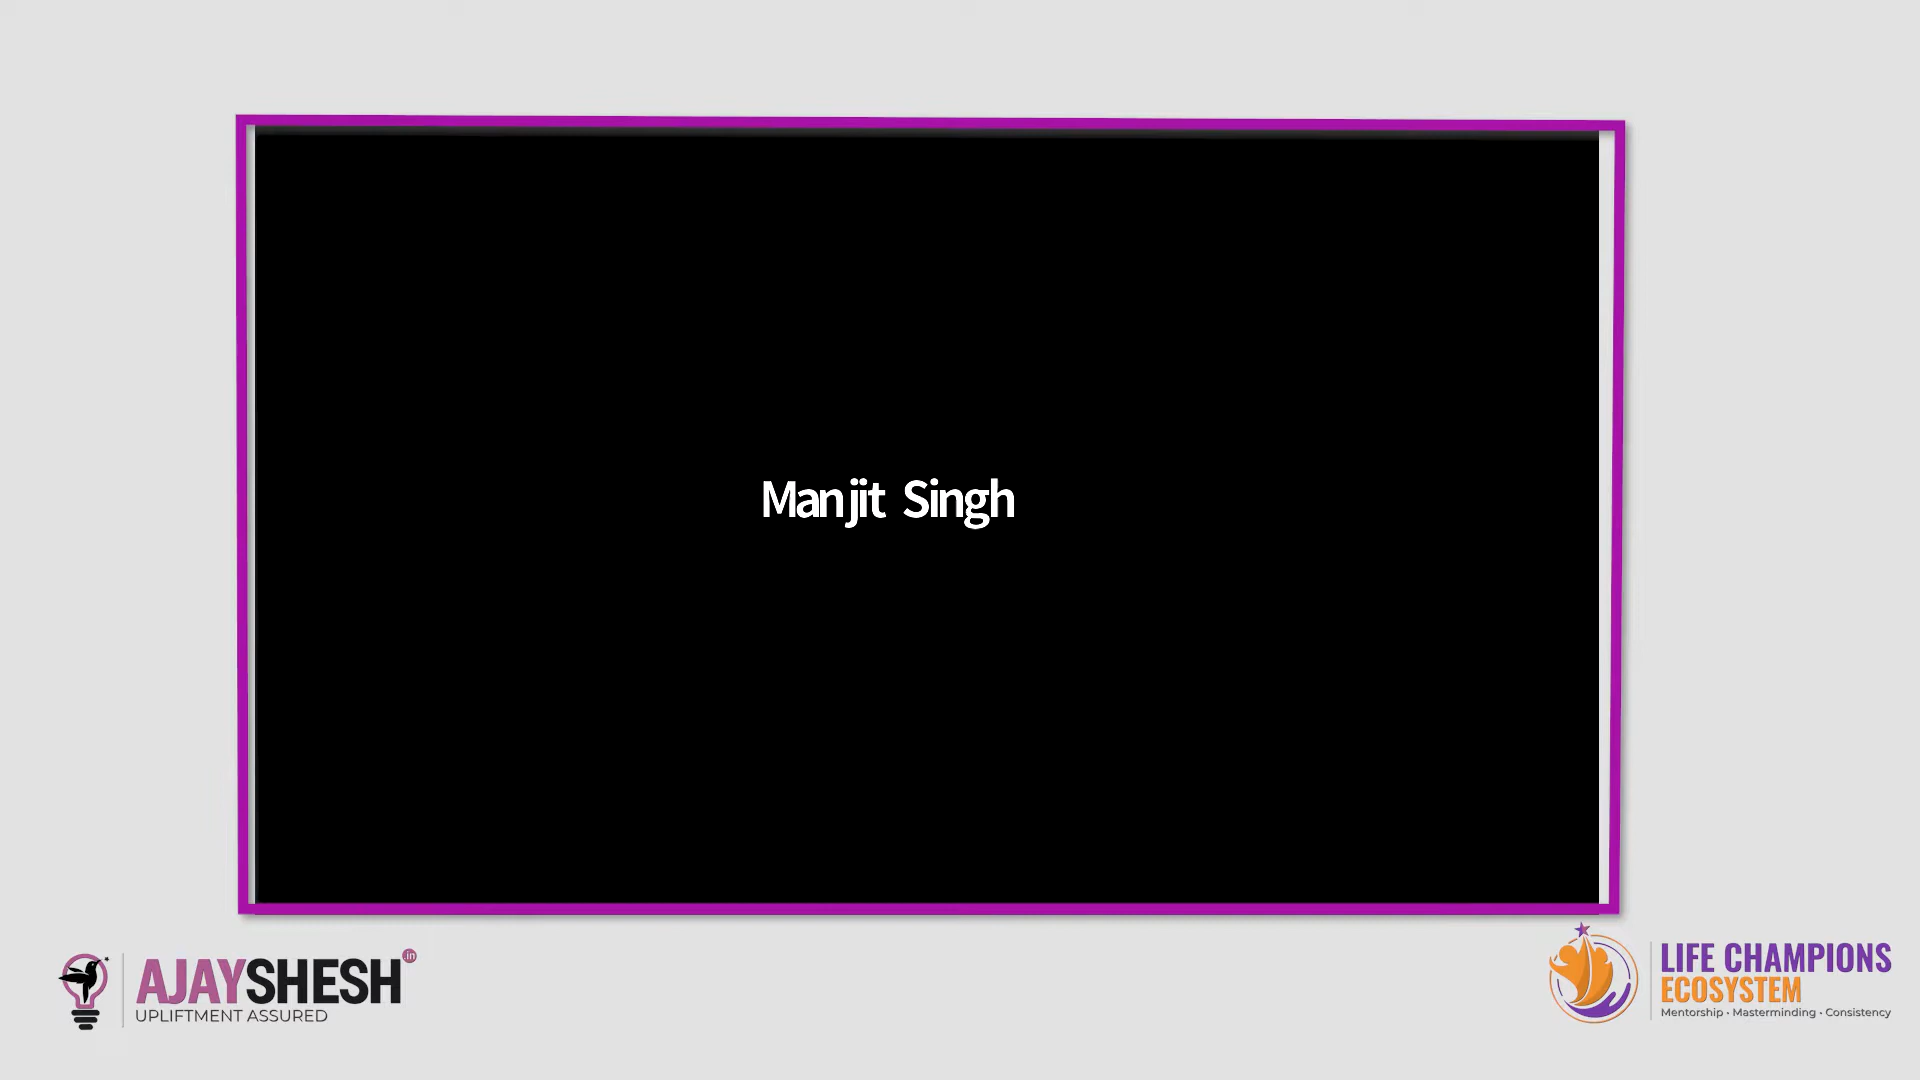 Manjit Singh
AJAYSHESH.in
UPLIFTMENT ASSURED
LIFE CHAMPIONS
ECOSYSTEM
Mentorship • Masterminding • Consistency